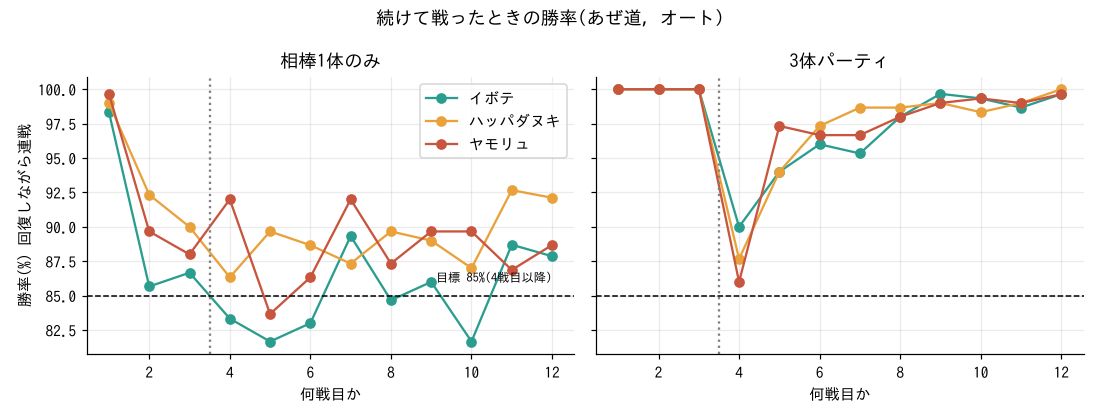 続けて戦ったときの勝率(あぜ道, オート)
相棒1体のみ
3体パーティ
勝率(%) 回復しながら連戦
100.0
97.5
95.0
92.5
90.0
87.5
85.0
82.5
イボテ
ハッパダヌキ
ヤモリュ
目標 85%(4戦目以降)
2 4 6 8 10 12
2 4 6 8 10 12
何戦目か
何戦目か